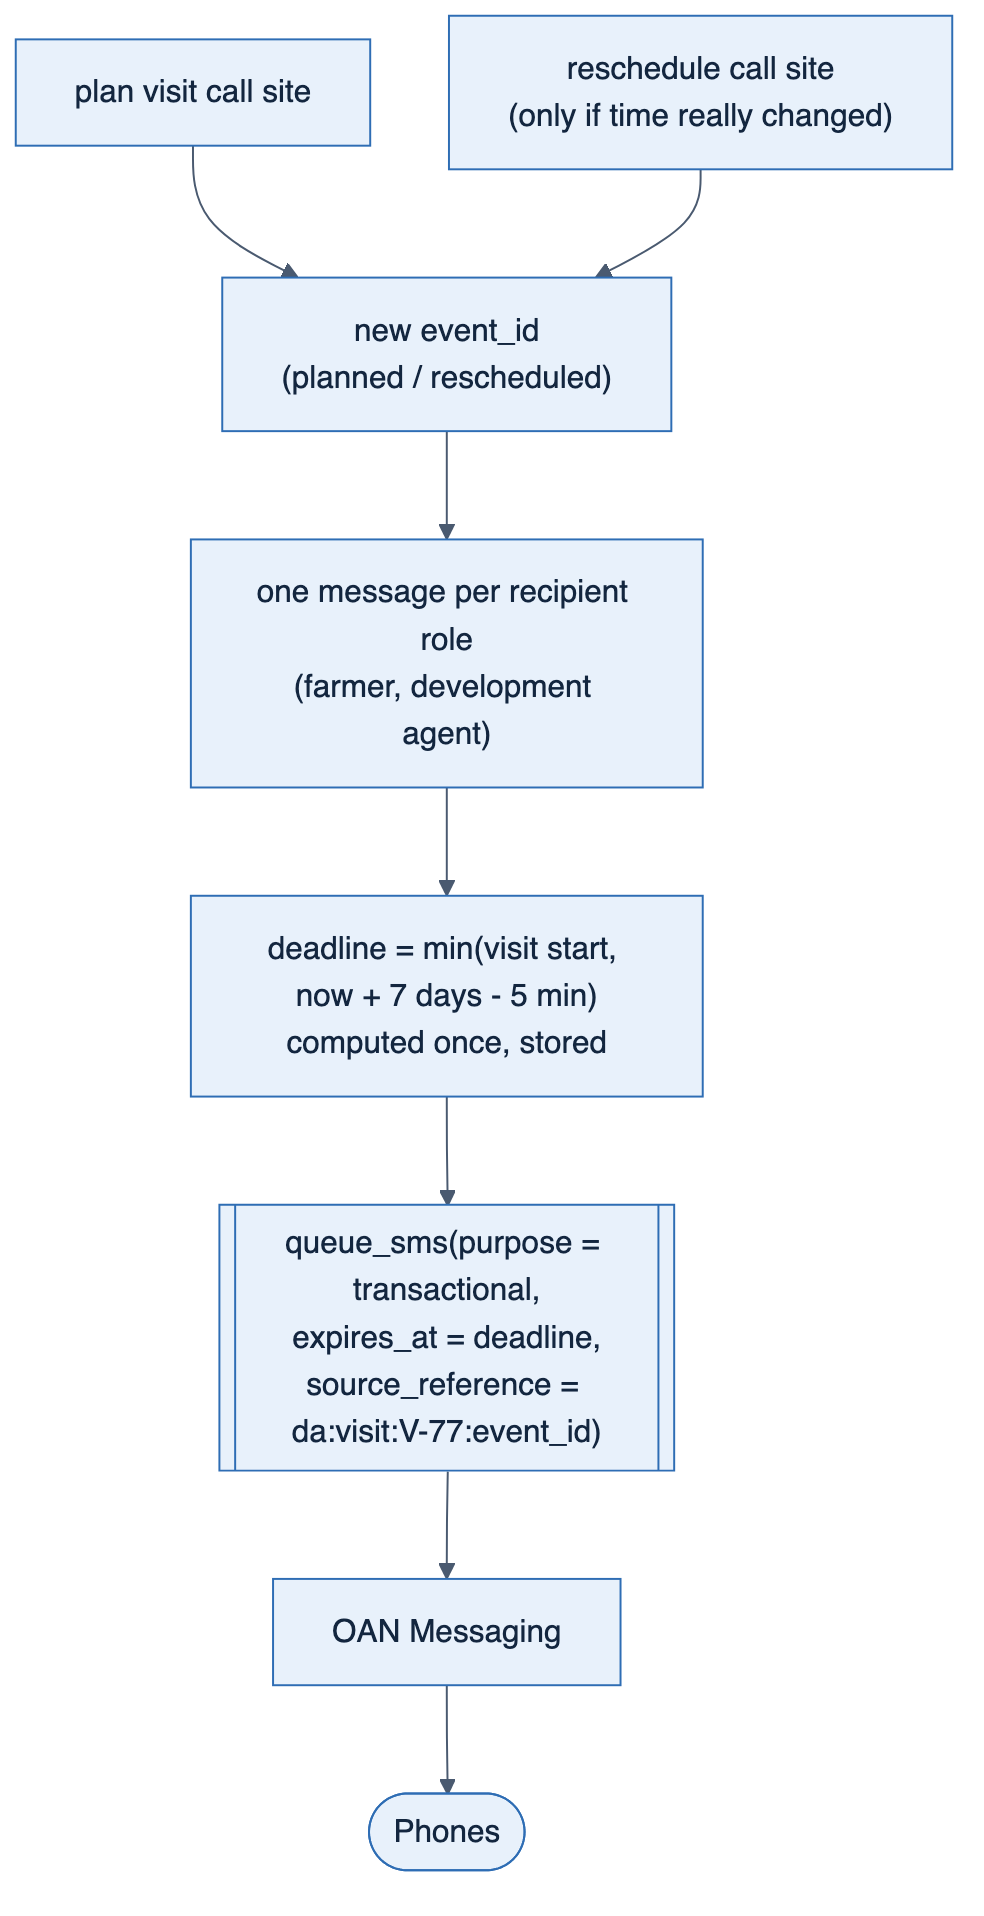 plan visit call site
reschedule call site
(only if time really changed)
new event_id
(planned / rescheduled)
one message per recipient
role
(farmer, development
agent)
deadline = min(visit start,
now + 7 days - 5 min)
computed once, stored
queue_sms(purpose =
transactional,
expires_at = deadline,
source_reference =
da:visit:V-77:event_id)
OAN Messaging
Phones